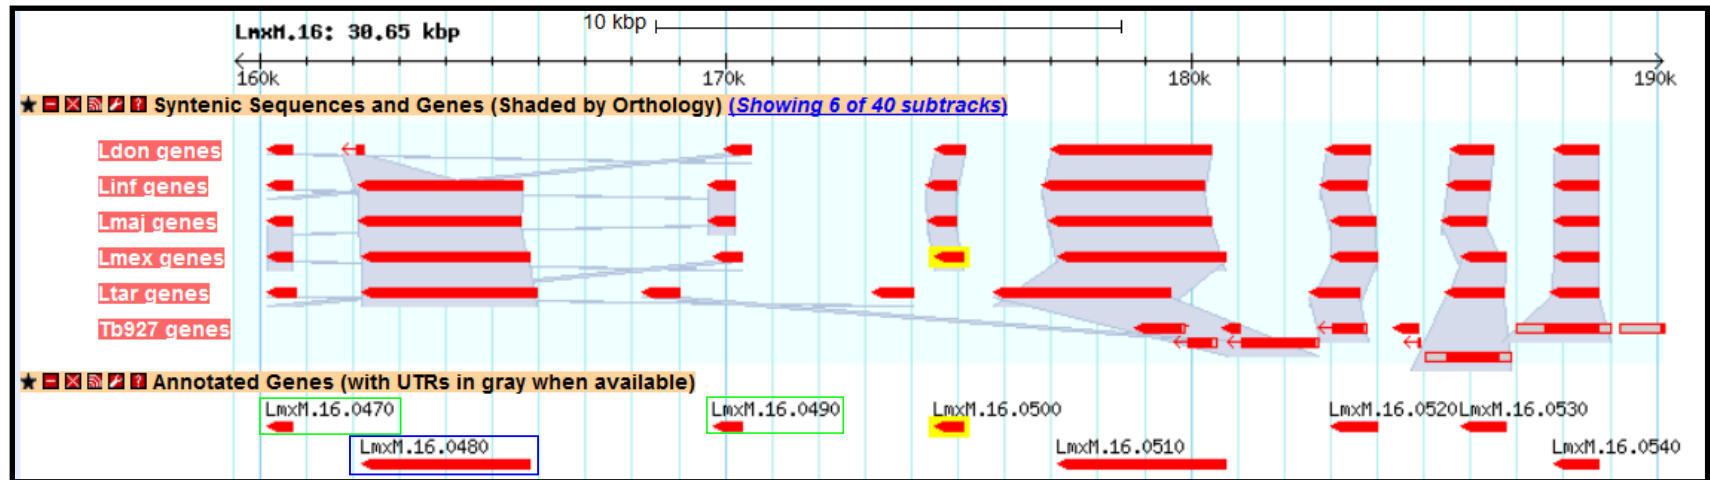 10 kbp
LmxM.16: 30.65 kbp
160k 170k 180k 190k
Syntenic Sequences and Genes (Shaded by Orthology) (Showing 6 of 40 subtracks)
Ldon genes
Linf genes
Lmaj genes
Lmex genes
Ltar genes
Tb927 genes
Annotated Genes (with UTRs in gray when available)
LmxM.16.0470 LmxM.16.0490 LmxM.16.0500 LmxM.16.0520 LmxM.16.0530
LmxM.16.0480 LmxM.16.0510 LmxM.16.0540